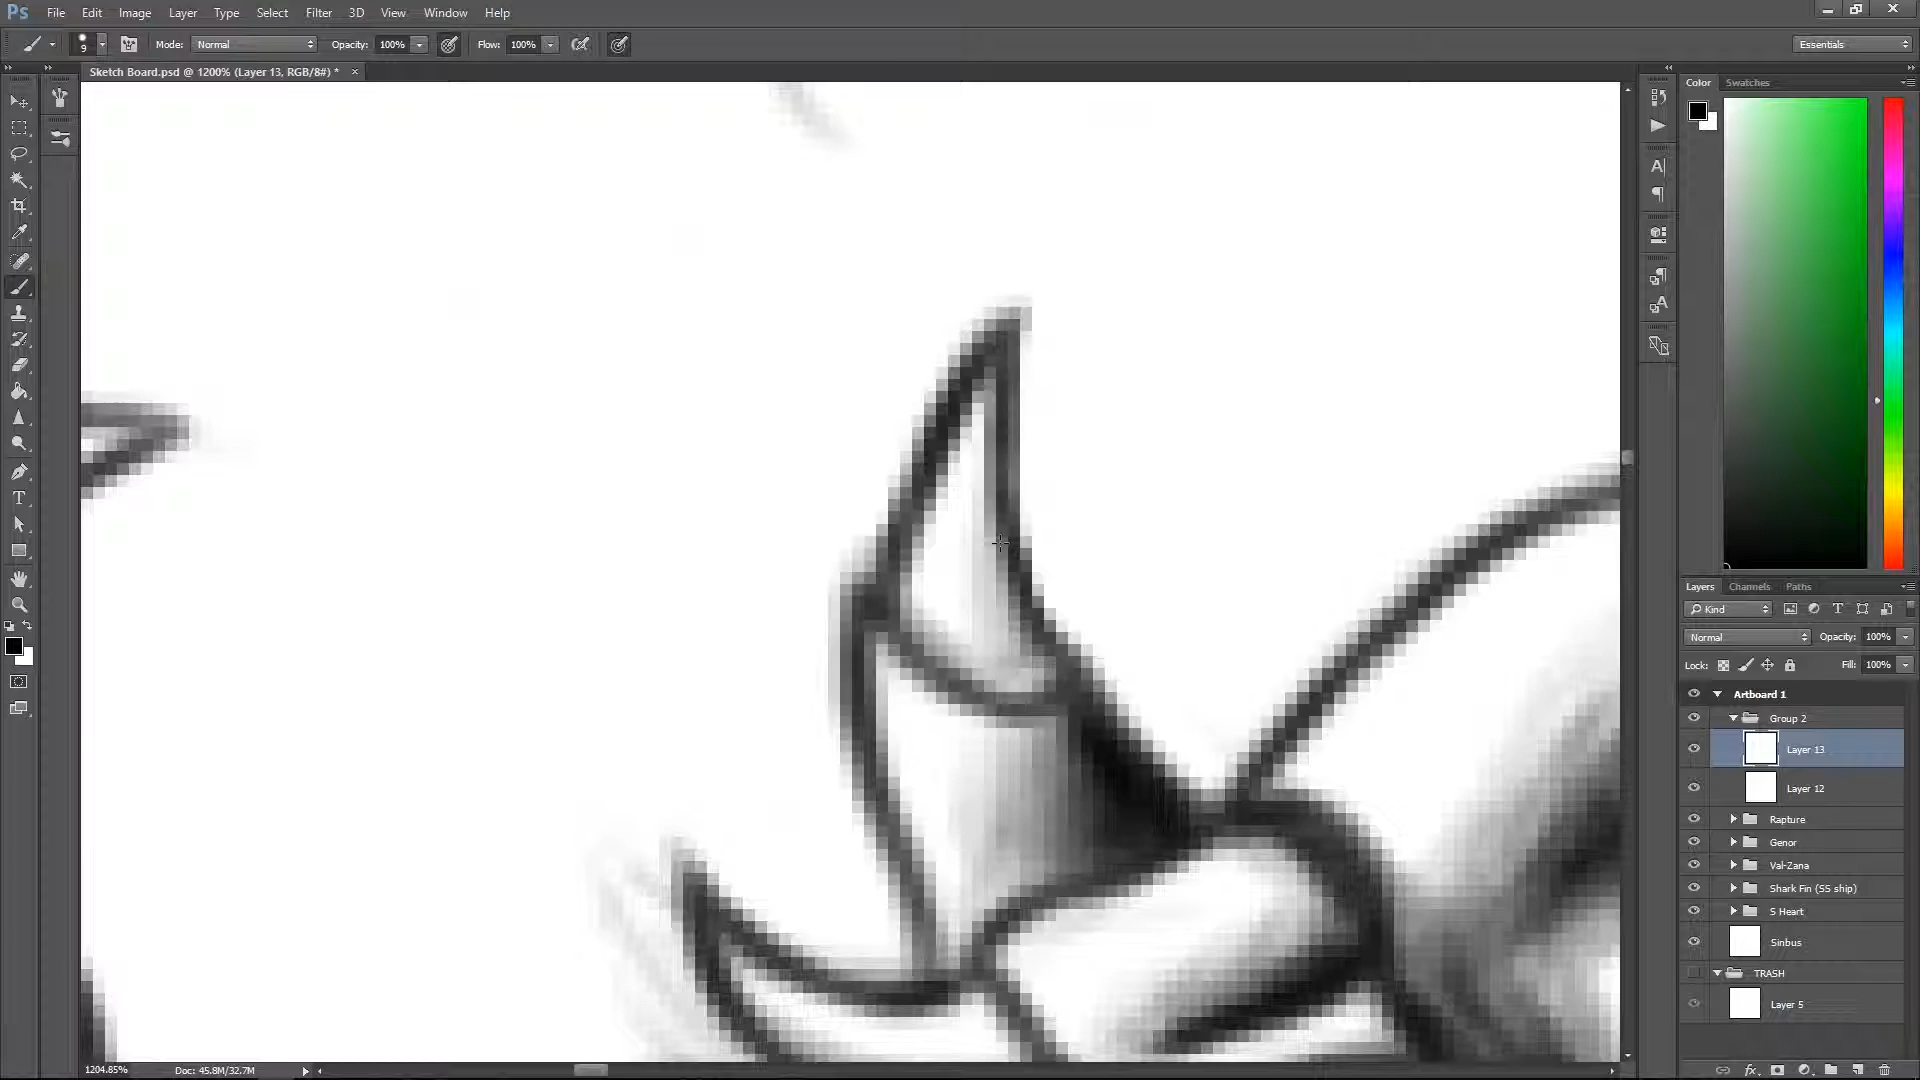 Ps File Edit Image Layer Type Select Filter 3D View Window Help
9 Mode: Normal Opacity: 100% Flow: 100% Essentials
Sketch Board.psd @ 1200% (Layer 13, RGB/8#) * ×
Color Swatches
Layers Channels Paths
Kind
Normal Opacity: 100%
Lock: Fill: 100%
Artboard 1
Group 2
Layer 13
Layer 12
Rapture
Genor
Val-Zana
Shark Fin (SS ship)
S Heart
Sinbus
TRASH
Layer 5
1204.85% Doc: 45.8M/32.7M